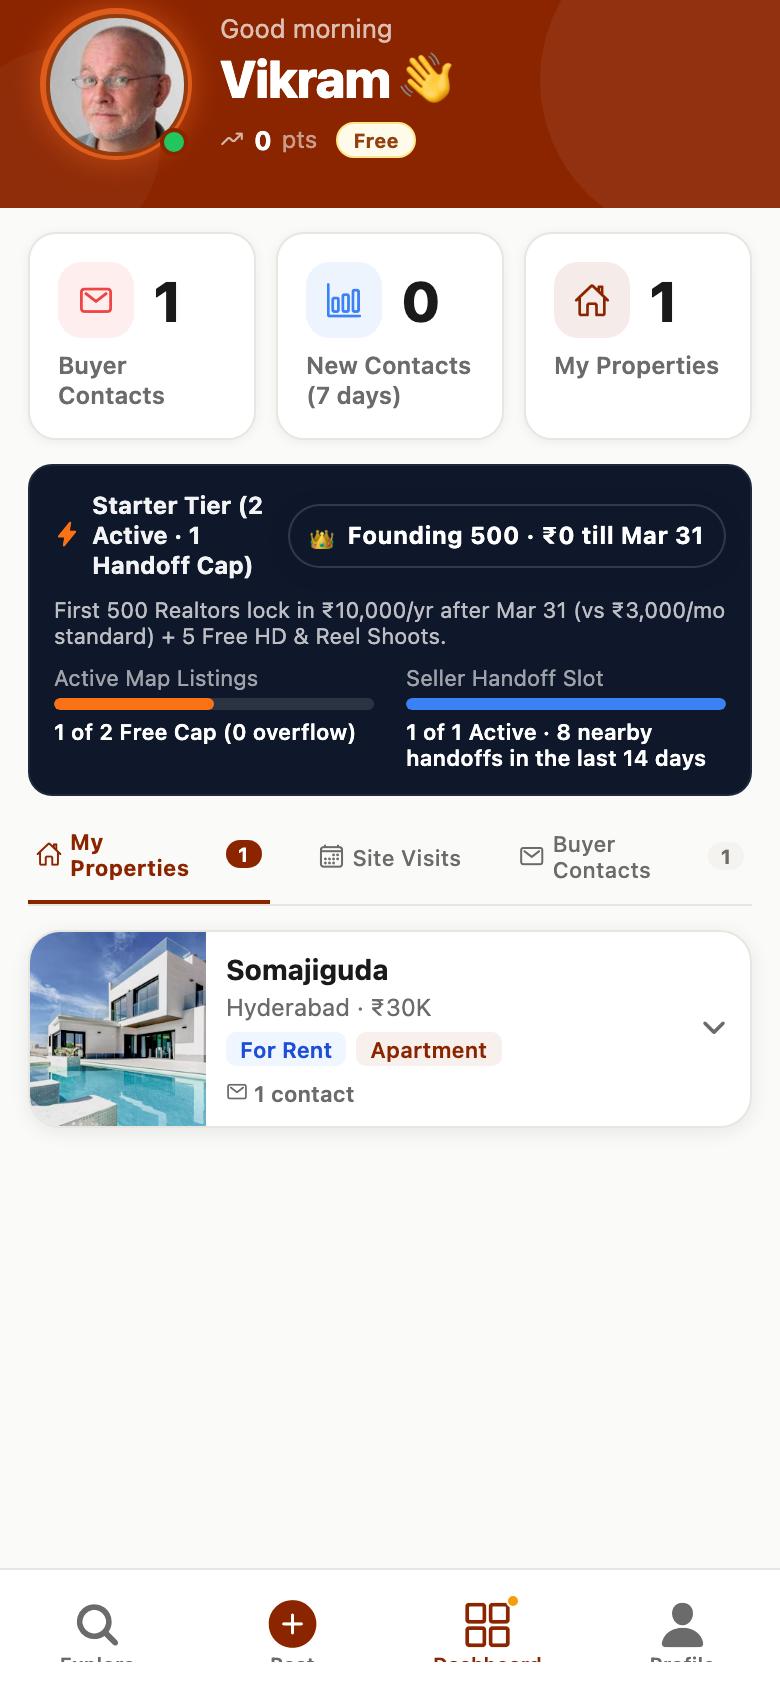 Good morning
Vikram 👋
0 pts Free
1
Buyer
Contacts
0
New Contacts
(7 days)
1
My Properties
Starter Tier (2
Active · 1
Handoff Cap)
👑 Founding 500 · ₹0 till Mar 31
First 500 Realtors lock in ₹10,000/yr after Mar 31 (vs ₹3,000/mo
standard) + 5 Free HD & Reel Shoots.
Active Map Listings
1 of 2 Free Cap (0 overflow)
Seller Handoff Slot
1 of 1 Active · 8 nearby
handoffs in the last 14 days
My
Properties
1
Site Visits
Buyer
Contacts
1
Somajiguda
Hyderabad · ₹30K
For Rent Apartment
1 contact
Explore Post Dashboard Profile